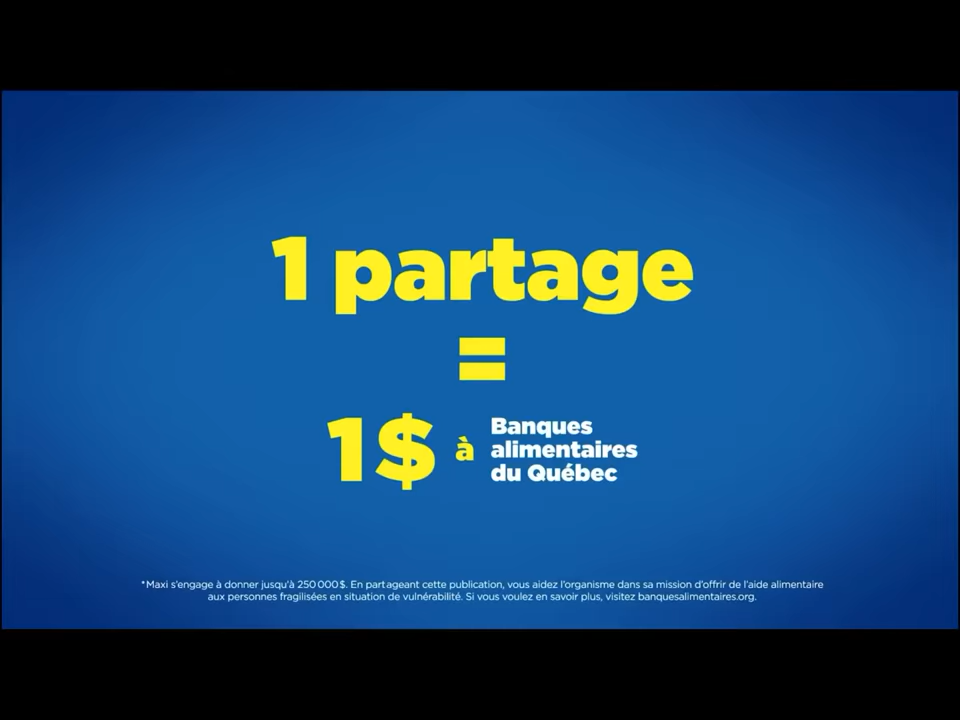 1 partage
=
1$ à Banques
alimentaires
du Québec
*Maxi s'engage à donner jusqu'à 250 000 $. En partageant cette publication, vous aidez l'organisme dans sa mission d'offrir de l'aide alimentaire
aux personnes fragilisées en situation de vulnérabilité. Si vous voulez en savoir plus, visitez banquesalimentaires.org.